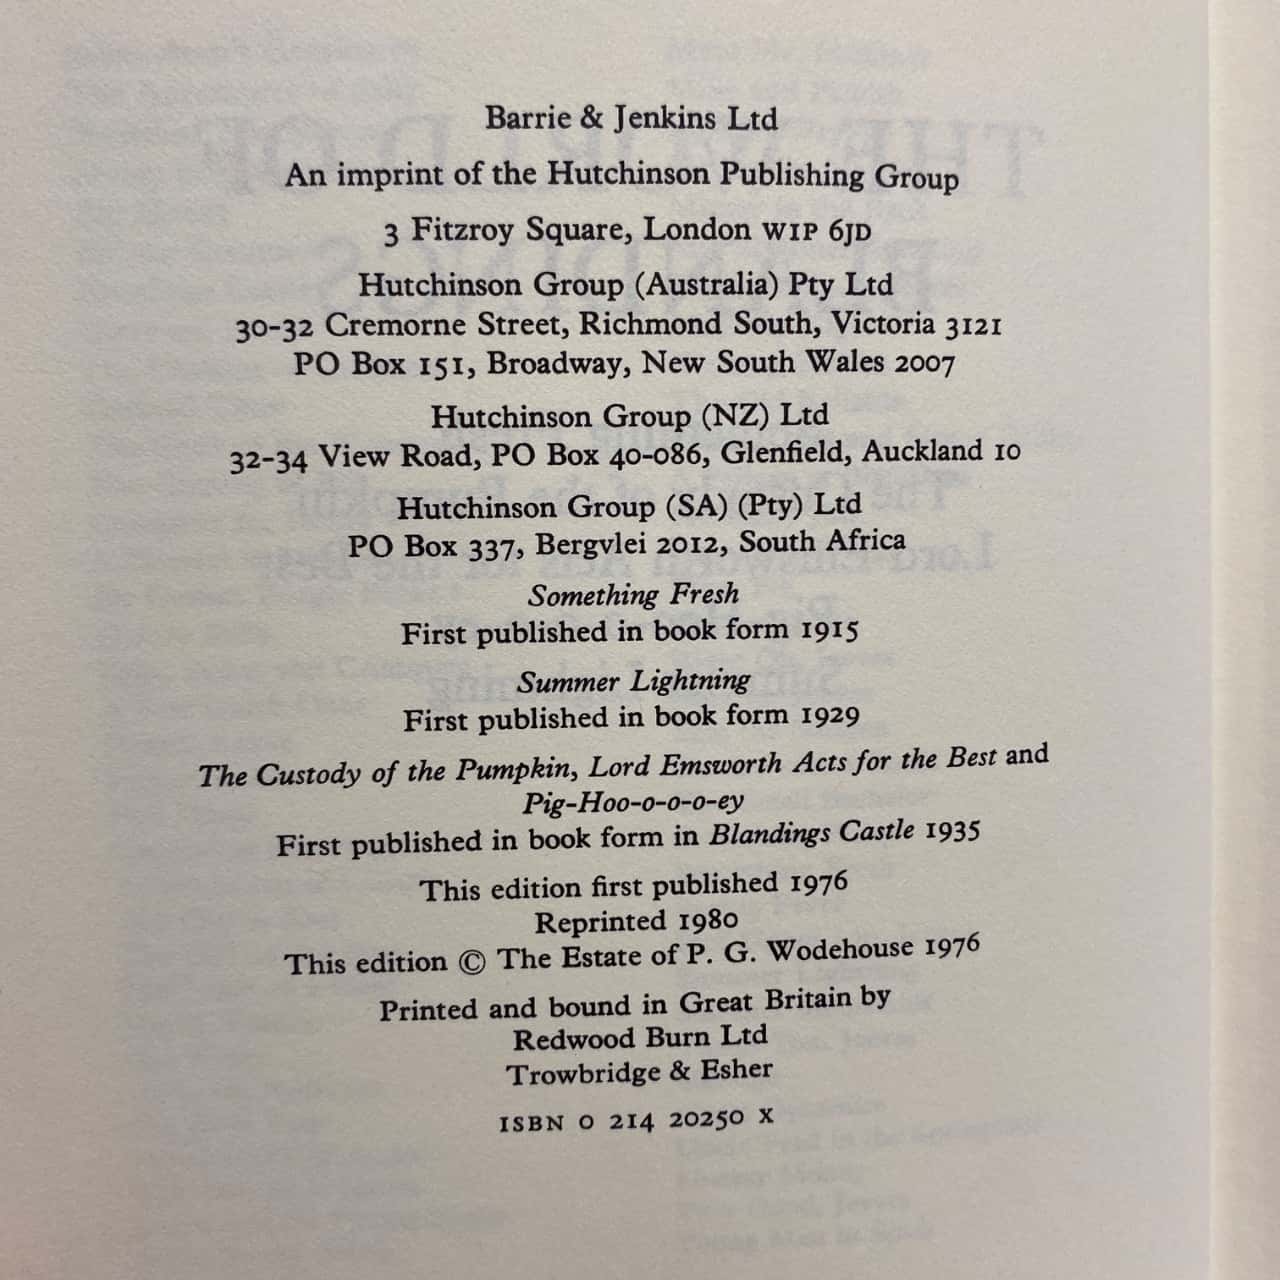 Barrie & Jenkins Ltd
An imprint of the Hutchinson Publishing Group
3 Fitzroy Square, London W1P 6JD
Hutchinson Group (Australia) Pty Ltd
30-32 Cremorne Street, Richmond South, Victoria 3121
PO Box 151, Broadway, New South Wales 2007
Hutchinson Group (NZ) Ltd
32-34 View Road, PO Box 40-086, Glenfield, Auckland 10
Hutchinson Group (SA) (Pty) Ltd
PO Box 337, Bergvlei 2012, South Africa
Something Fresh
First published in book form 1915
Summer Lightning
First published in book form 1929
The Custody of the Pumpkin, Lord Emsworth Acts for the Best and
Pig-Hoo-o-o-o-ey
First published in book form in Blandings Castle 1935
This edition first published 1976
Reprinted 1980
This edition © The Estate of P. G. Wodehouse 1976
Printed and bound in Great Britain by
Redwood Burn Ltd
Trowbridge & Esher
ISBN 0 214 20250 X